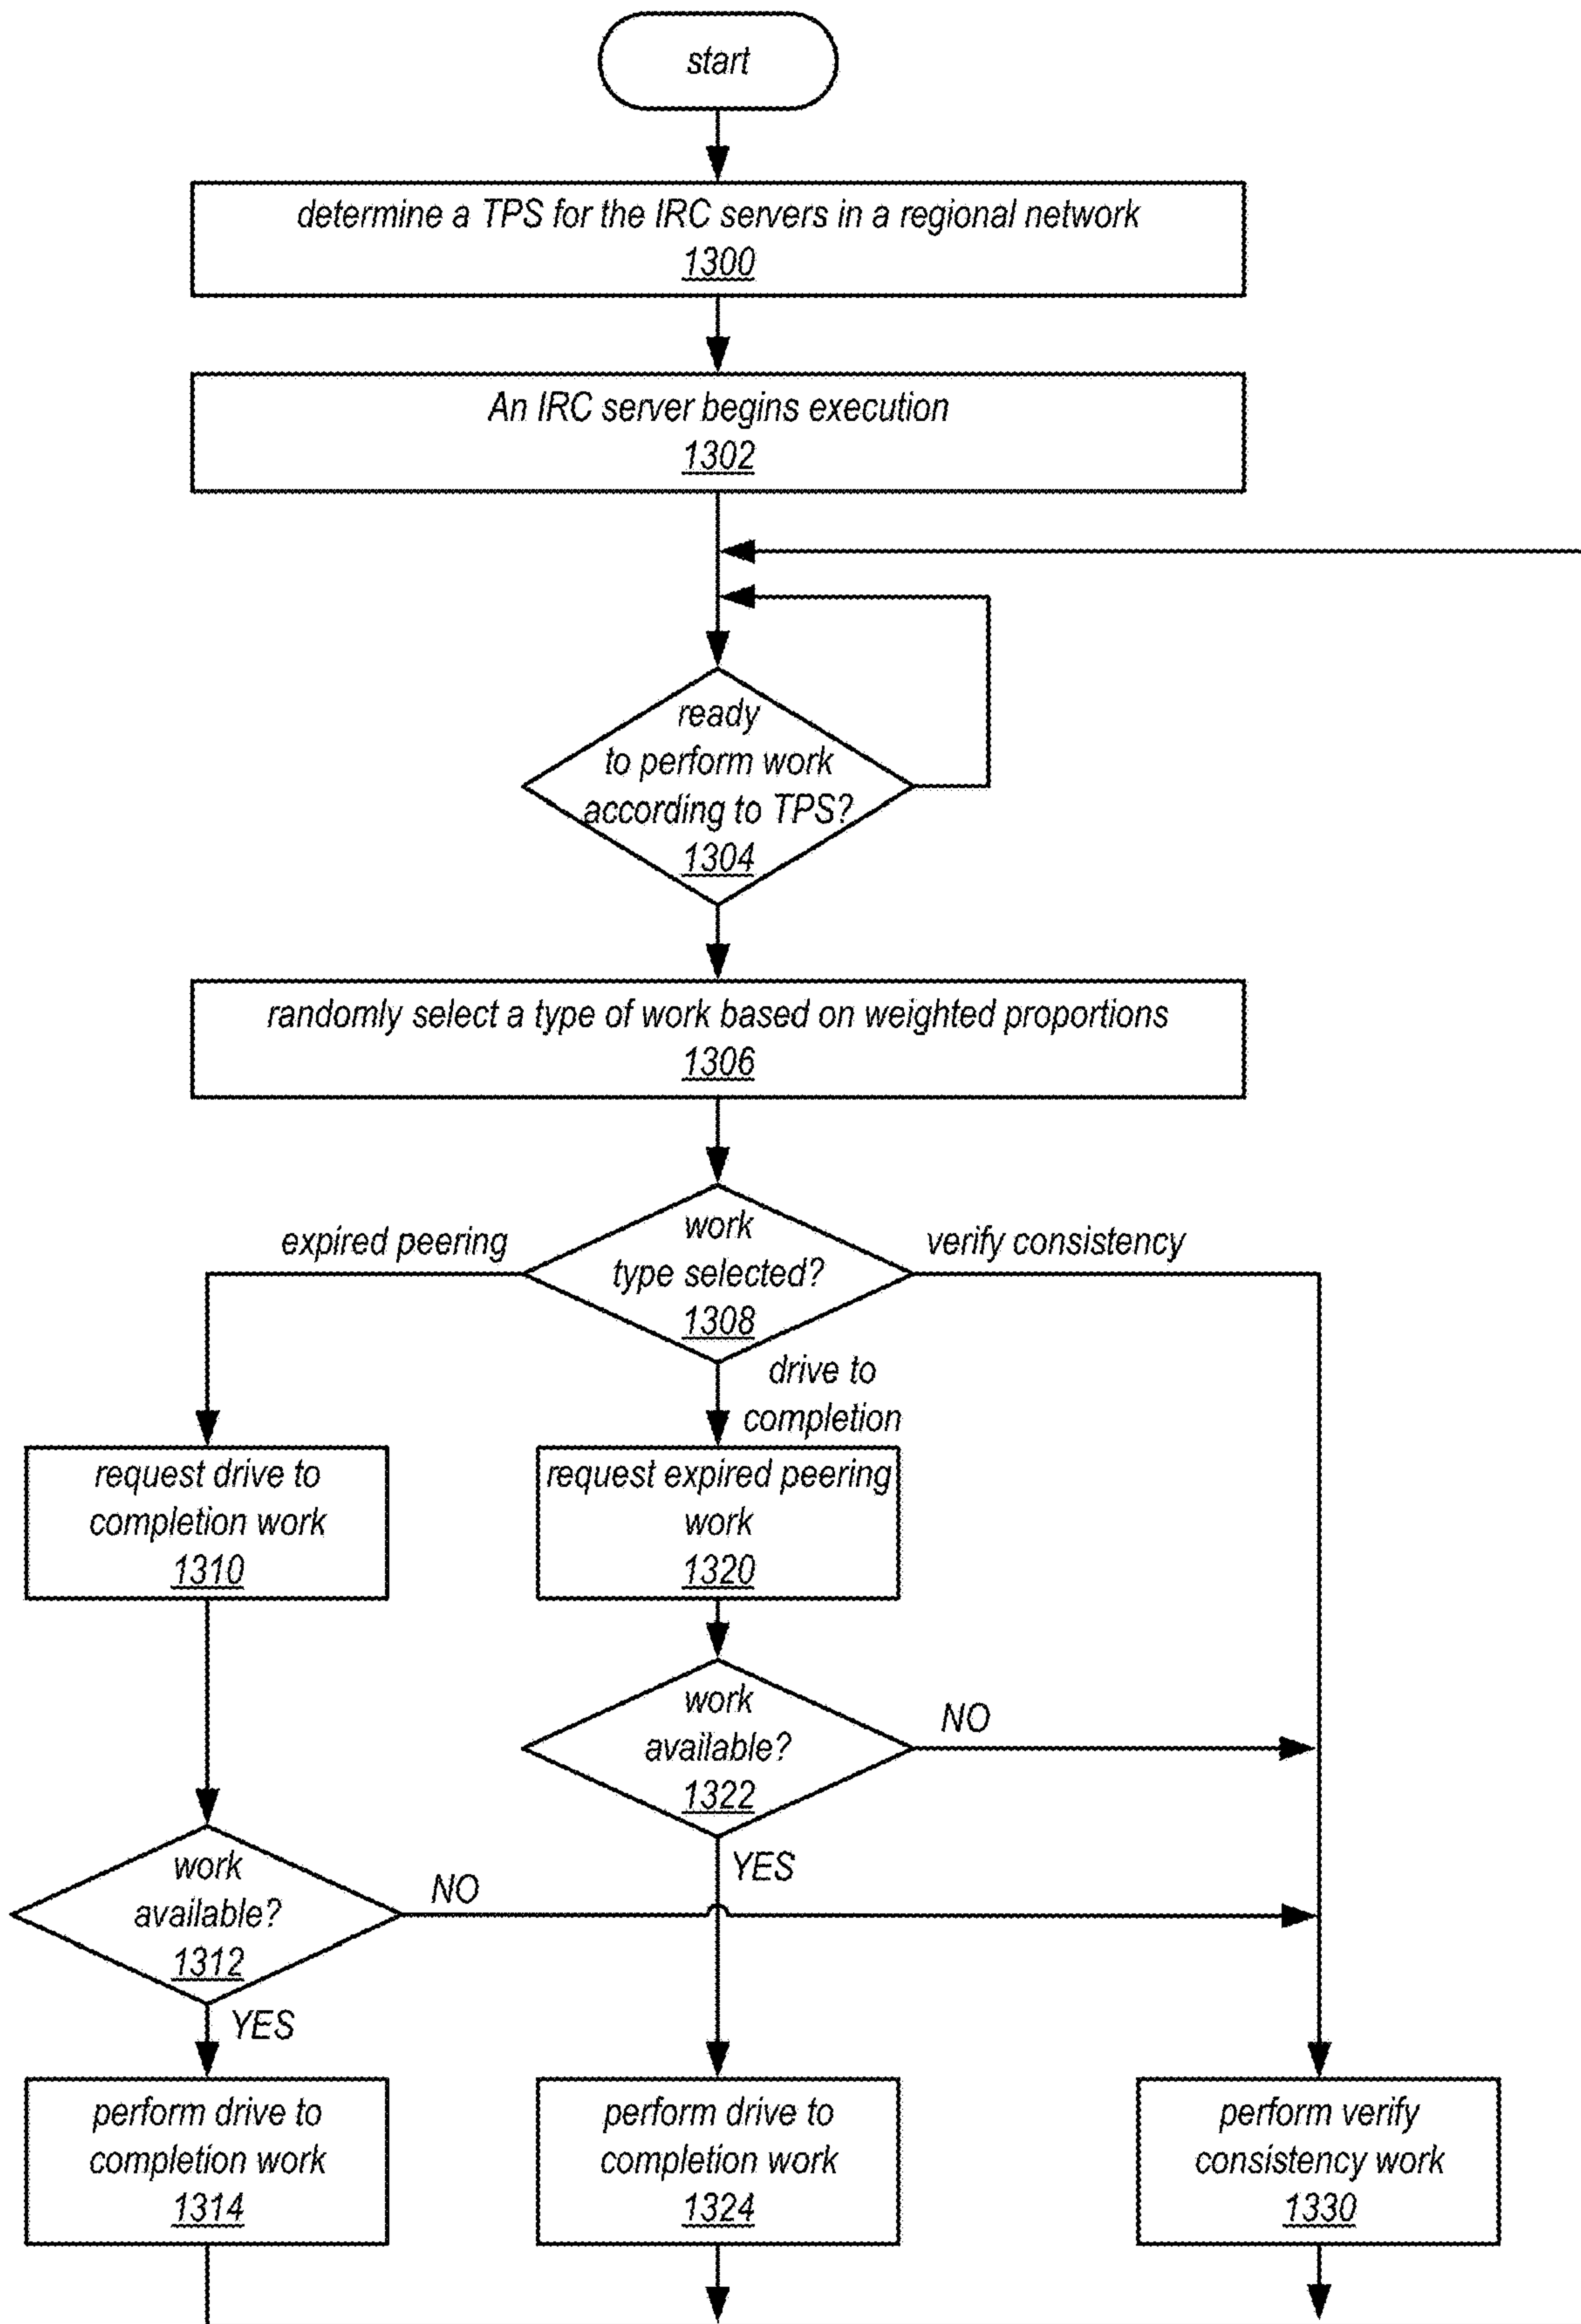 start
determine a TPS for the IRC servers in a regional network
1300
An IRC server begins execution
1302
ready
to perform work
according to TPS?
1304
randomly select a type of work based on weighted proportions
1306
expired peering
work
type selected?
1308
verify consistency
drive to
completion
request drive to
completion work
1310
request expired peering
work
1320
work
available?
1322
NO
YES
work
available?
1312
NO
YES
perform drive to
completion work
1314
perform drive to
completion work
1324
perform verify
consistency work
1330